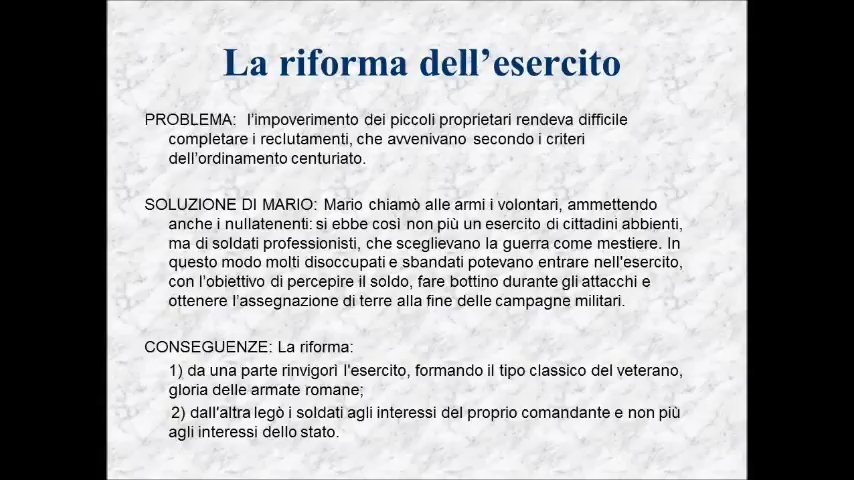 La riforma dell’esercito
PROBLEMA: l’impoverimento dei piccoli proprietari rendeva difficile
completare i reclutamenti, che avvenivano secondo i criteri
dell’ordinamento centuriato.
SOLUZIONE DI MARIO: Mario chiamò alle armi i volontari, ammettendo
anche i nullatenenti: si ebbe così non più un esercito di cittadini abbienti,
ma di soldati professionisti, che sceglievano la guerra come mestiere. In
questo modo molti disoccupati e sbandati potevano entrare nell'esercito,
con l’obiettivo di percepire il soldo, fare bottino durante gli attacchi e
ottenere l’assegnazione di terre alla fine delle campagne militari.
CONSEGUENZE: La riforma:
1) da una parte rinvigorì l'esercito, formando il tipo classico del veterano,
gloria delle armate romane;
2) dall'altra legò i soldati agli interessi del proprio comandante e non più
agli interessi dello stato.